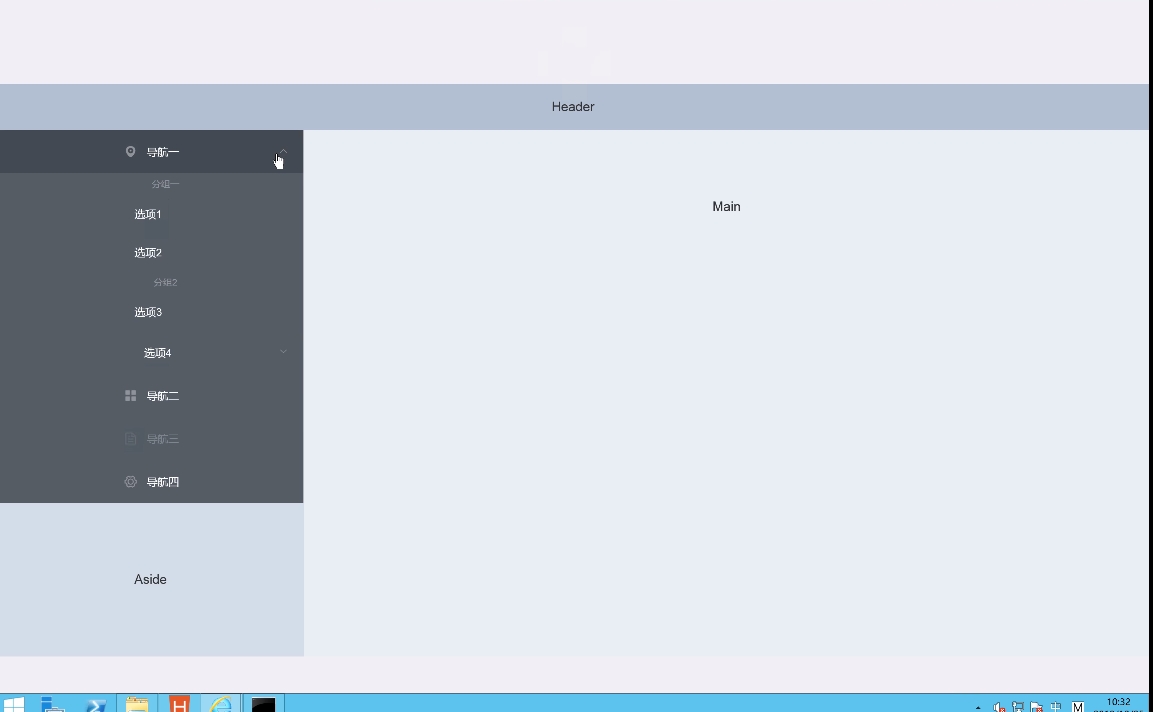 Header
导航一
分组一
选项1
选项2
分组2
选项3
选项4
导航二
导航三
导航四
Main
Aside
H
中
M
10:32